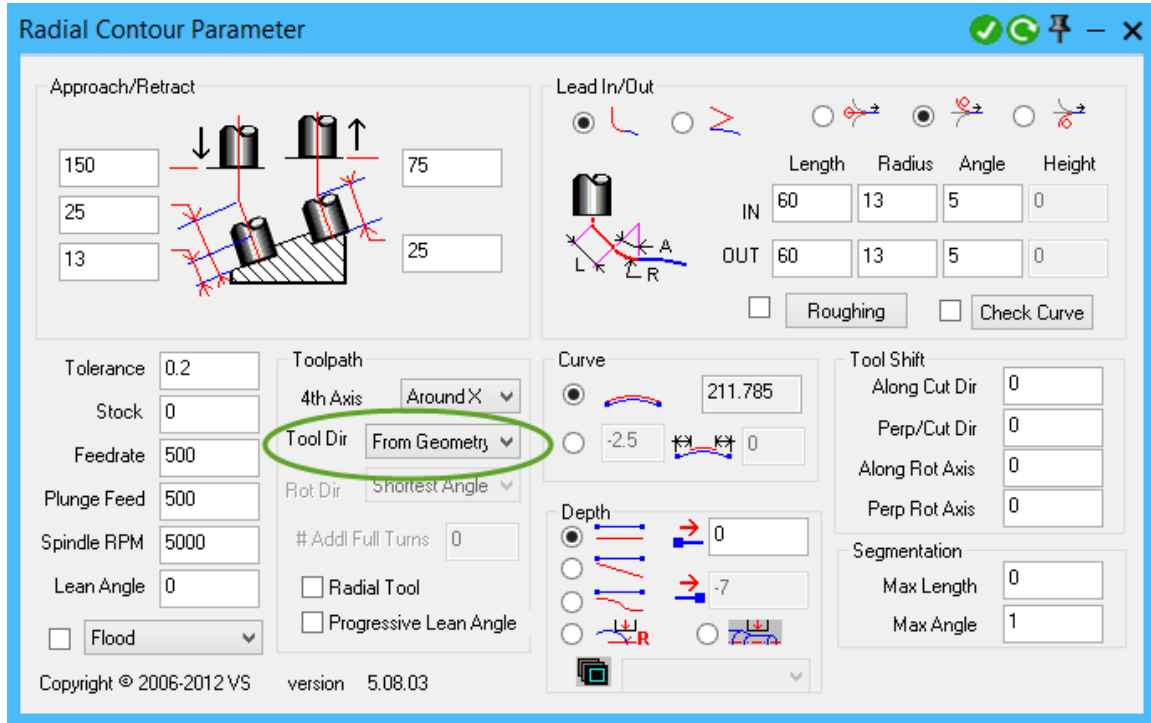 Radial Contour Parameter
Approach/Retract
150
25
13
75
25
Lead In/Out
Length Radius Angle Height
IN 60 13 5 0
OUT 60 13 5 0
L A R
Roughing Check Curve
Tolerance 0.2
Stock 0
Feedrate 500
Plunge Feed 500
Spindle RPM 5000
Lean Angle 0
Flood
Toolpath
4th Axis Around X
Tool Dir From Geometry
Rot Dir Shortest Angle
# Addl Full Turns 0
Radial Tool
Progressive Lean Angle
Curve
211.785
-2.5 0
Depth
0
-7
R
Tool Shift
Along Cut Dir 0
Perp/Cut Dir 0
Along Rot Axis 0
Perp Rot Axis 0
Segmentation
Max Length 0
Max Angle 1
Copyright © 2006-2012 VS version 5.08.03